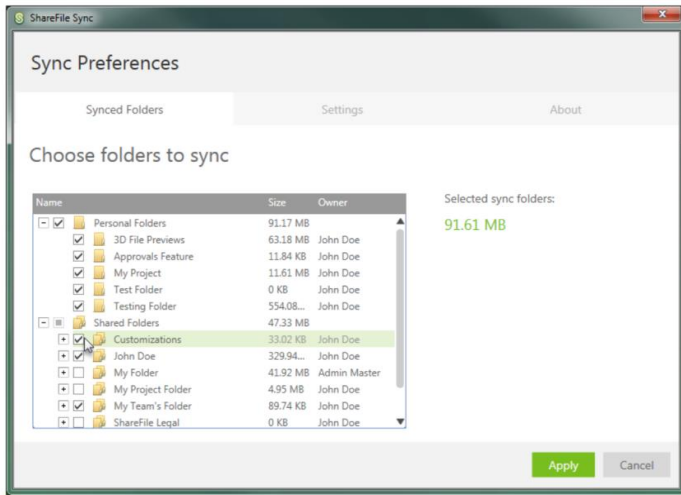 ShareFile Sync
Sync Preferences
Synced Folders Settings About
Choose folders to sync
Name Size Owner
Personal Folders 91.17 MB
3D File Previews 63.18 MB John Doe
Approvals Feature 11.84 KB John Doe
My Project 11.61 MB John Doe
Test Folder 0 KB John Doe
Testing Folder 554.08... John Doe
Shared Folders 47.33 MB
Customizations 33.02 KB John Doe
John Doe 329.94... John Doe
My Folder 41.92 MB Admin Master
My Project Folder 4.95 MB John Doe
My Team's Folder 89.74 KB John Doe
ShareFile Legal 0 KB John Doe
Selected sync folders:
91.61 MB
Apply Cancel